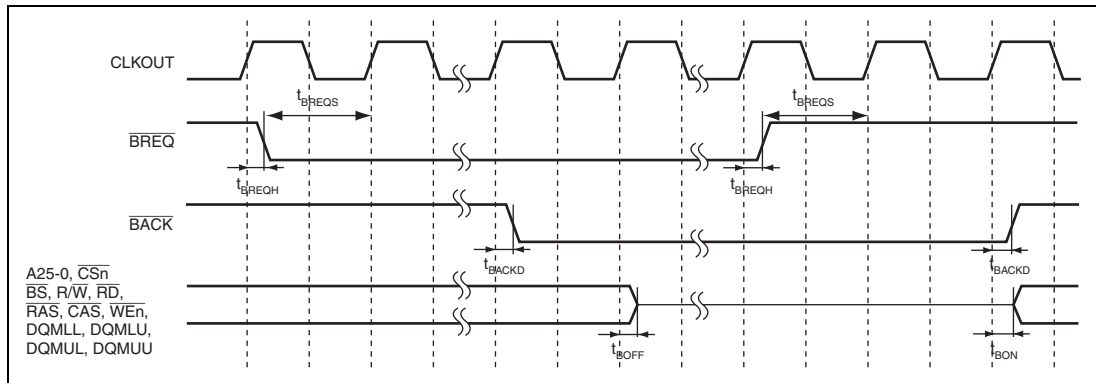 CLKOUT
tBREQS
tBREQS
BREQ
tBREQH
tBREQH
BACK
tBACKD
tBACKD
A25-0, CSn
BS, R/W, RD,
RAS, CAS, WEn,
DQMLL, DQMLU,
DQMUL, DQMUU
tBOFF
tBON